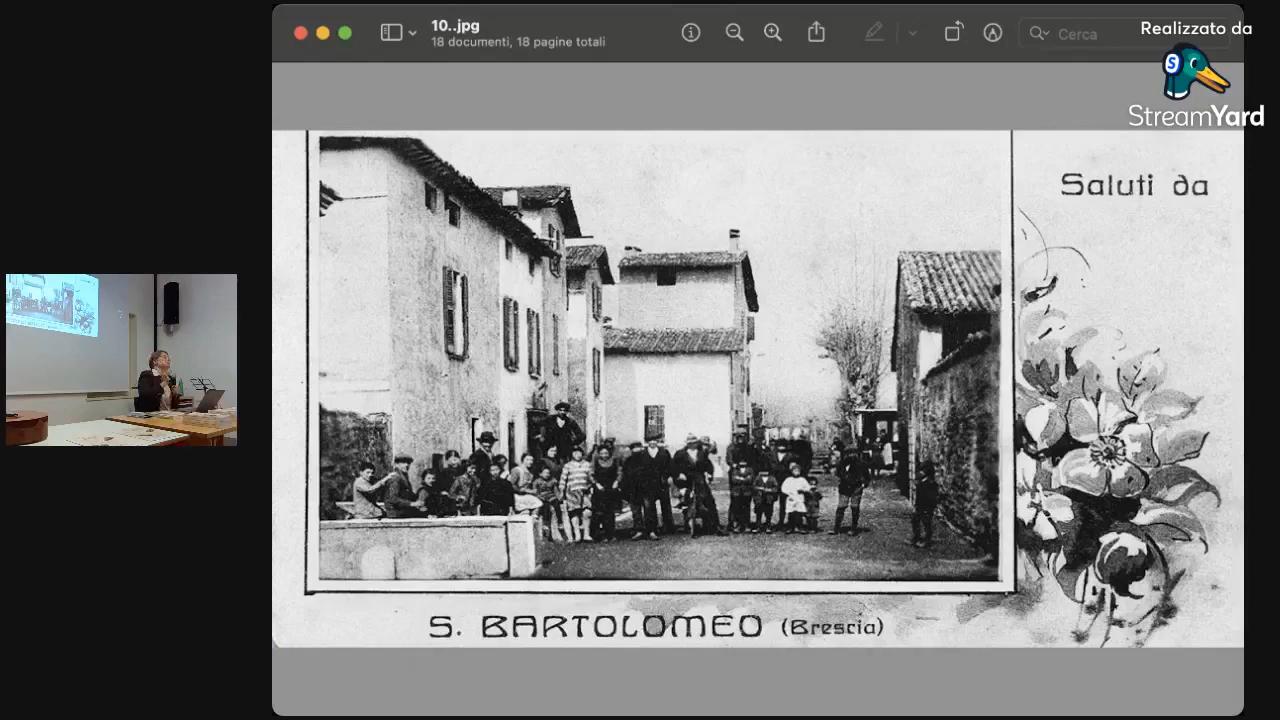 10..jpg
18 documenti, 18 pagine totali
Cerca
Realizzato da
S
StreamYard
Saluti da
S. BARTOLOMEO (Brescia)